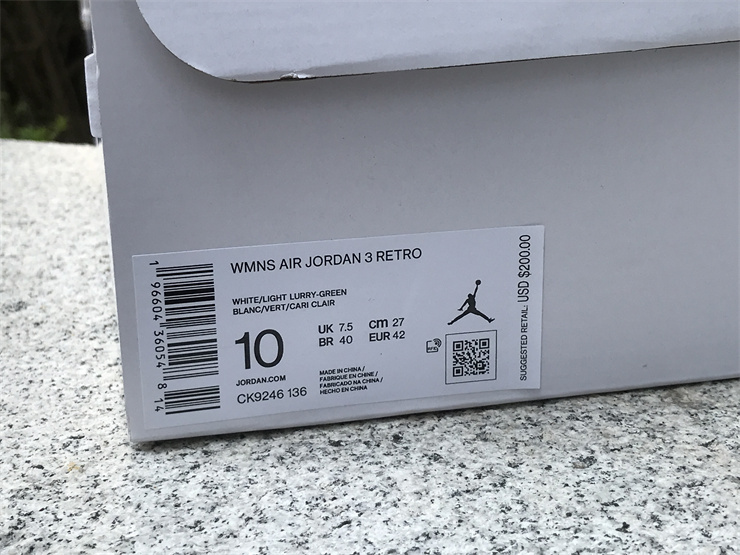 WMNS AIR JORDAN 3 RETRO
WHITE/LIGHT LURRY-GREEN
BLANC/VERT/CARI CLAIR
10
UK 7.5
cm 27
BR 40
EUR 42
JORDAN.COM
CK9246 136
MADE IN CHINA /
FABRIQUE EN CHINE /
FABRICADO NA CHINA /
HECHO EN CHINA
1 96604 36054 8 14
SUGGESTED RETAIL: USD $200.00